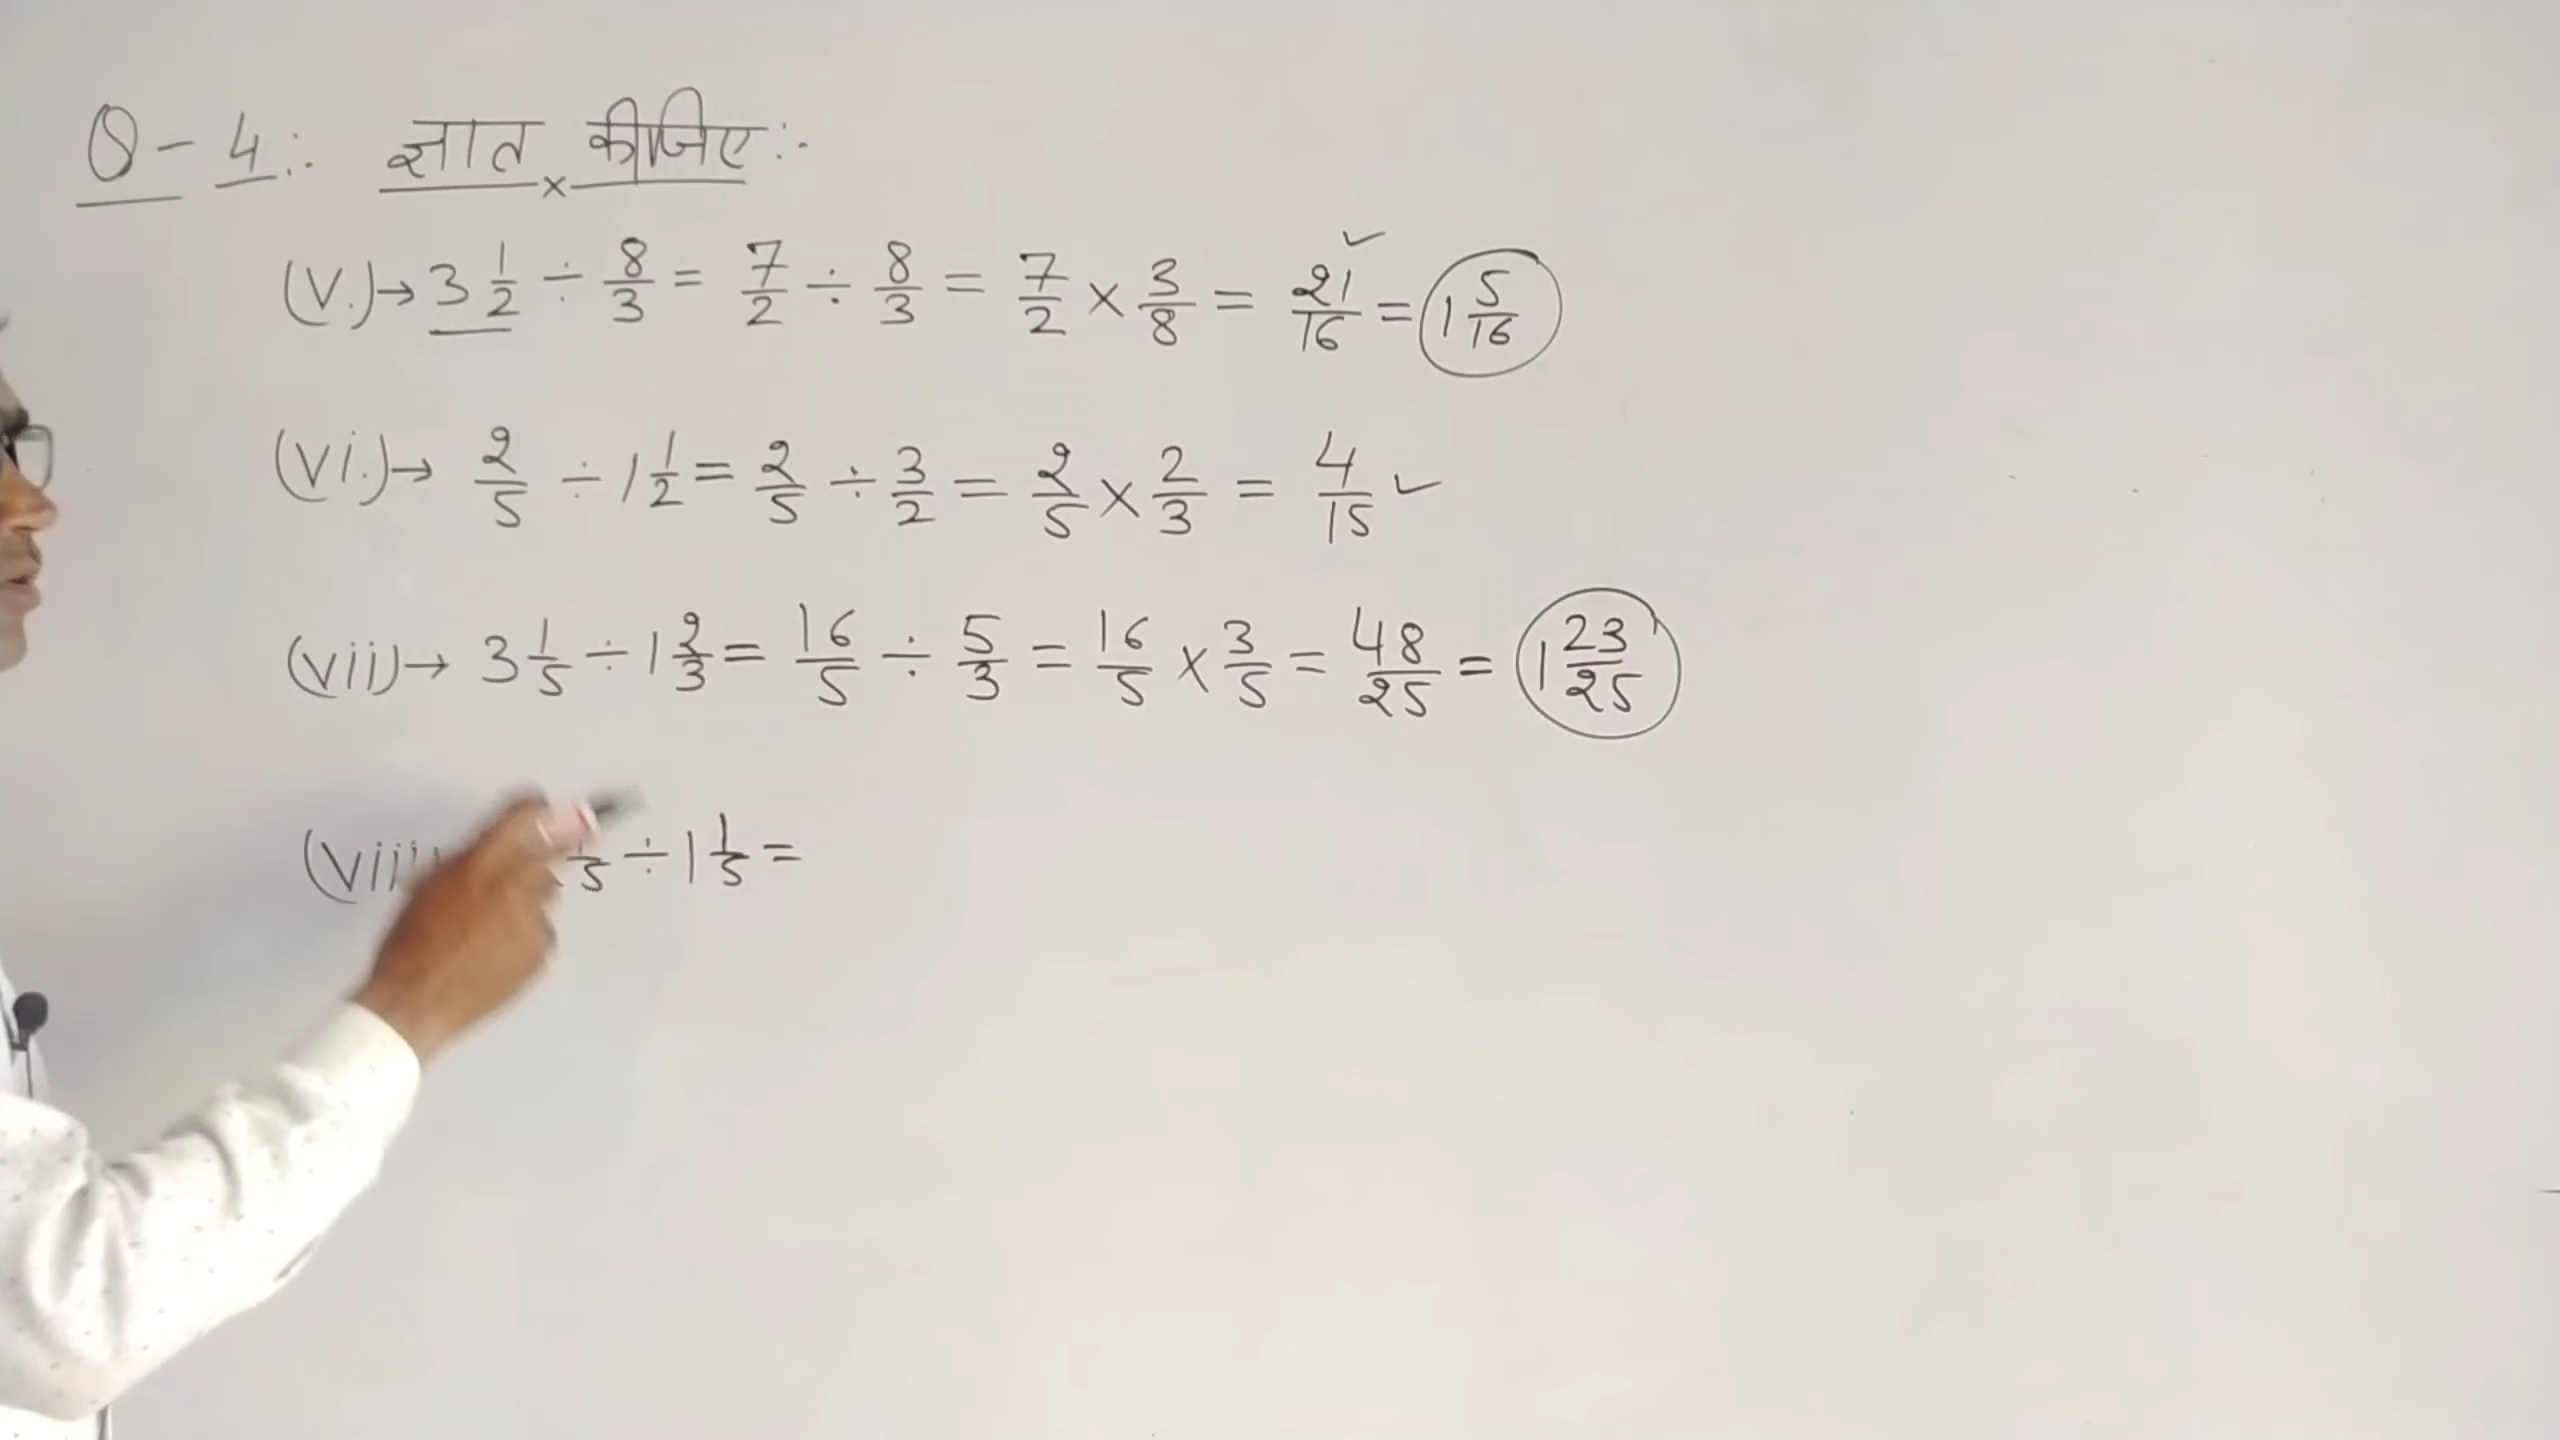 Q-4:- ज्ञात कीजिए:-
(v.)→ 3 1/2 ÷ 8/3 = 7/2 ÷ 8/3 = 7/2 × 3/8 = 21/16 ✓ = 1 5/16
(vi.)→ 2/5 ÷ 1 1/2 = 2/5 ÷ 3/2 = 2/5 × 2/3 = 4/15 ✓
(vii)→ 3 1/5 ÷ 1 2/3 = 16/5 ÷ 5/3 = 16/5 × 3/5 = 48/25 = 1 23/25
(viii) 1/5 ÷ 1 1/5 =